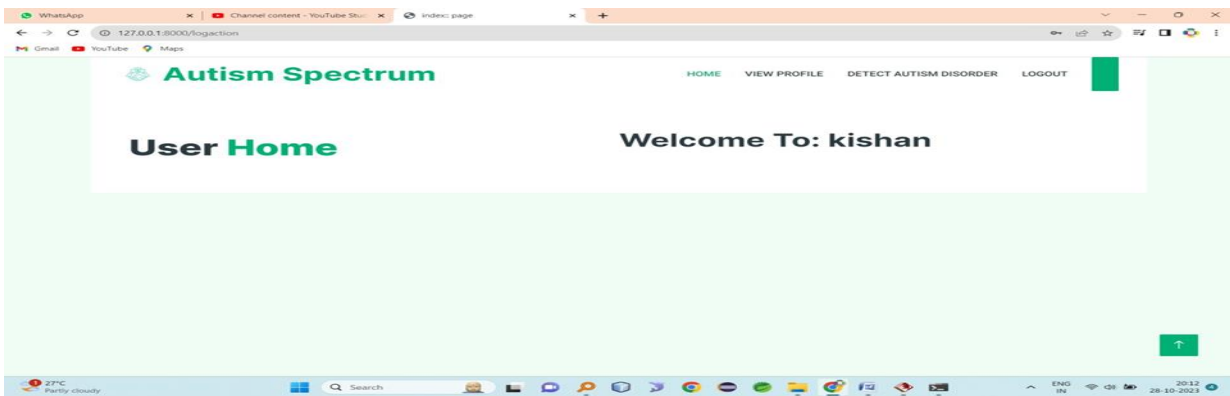 WhatsApp
Channel content - YouTube Stu
index: page
127.0.0.1:8000/logaction
Gmail YouTube Maps
Autism Spectrum
HOME VIEW PROFILE DETECT AUTISM DISORDER LOGOUT
User Home
Welcome To: kishan
27°C
Partly cloudy
Search
ENG
IN
20:12
28-10-2023